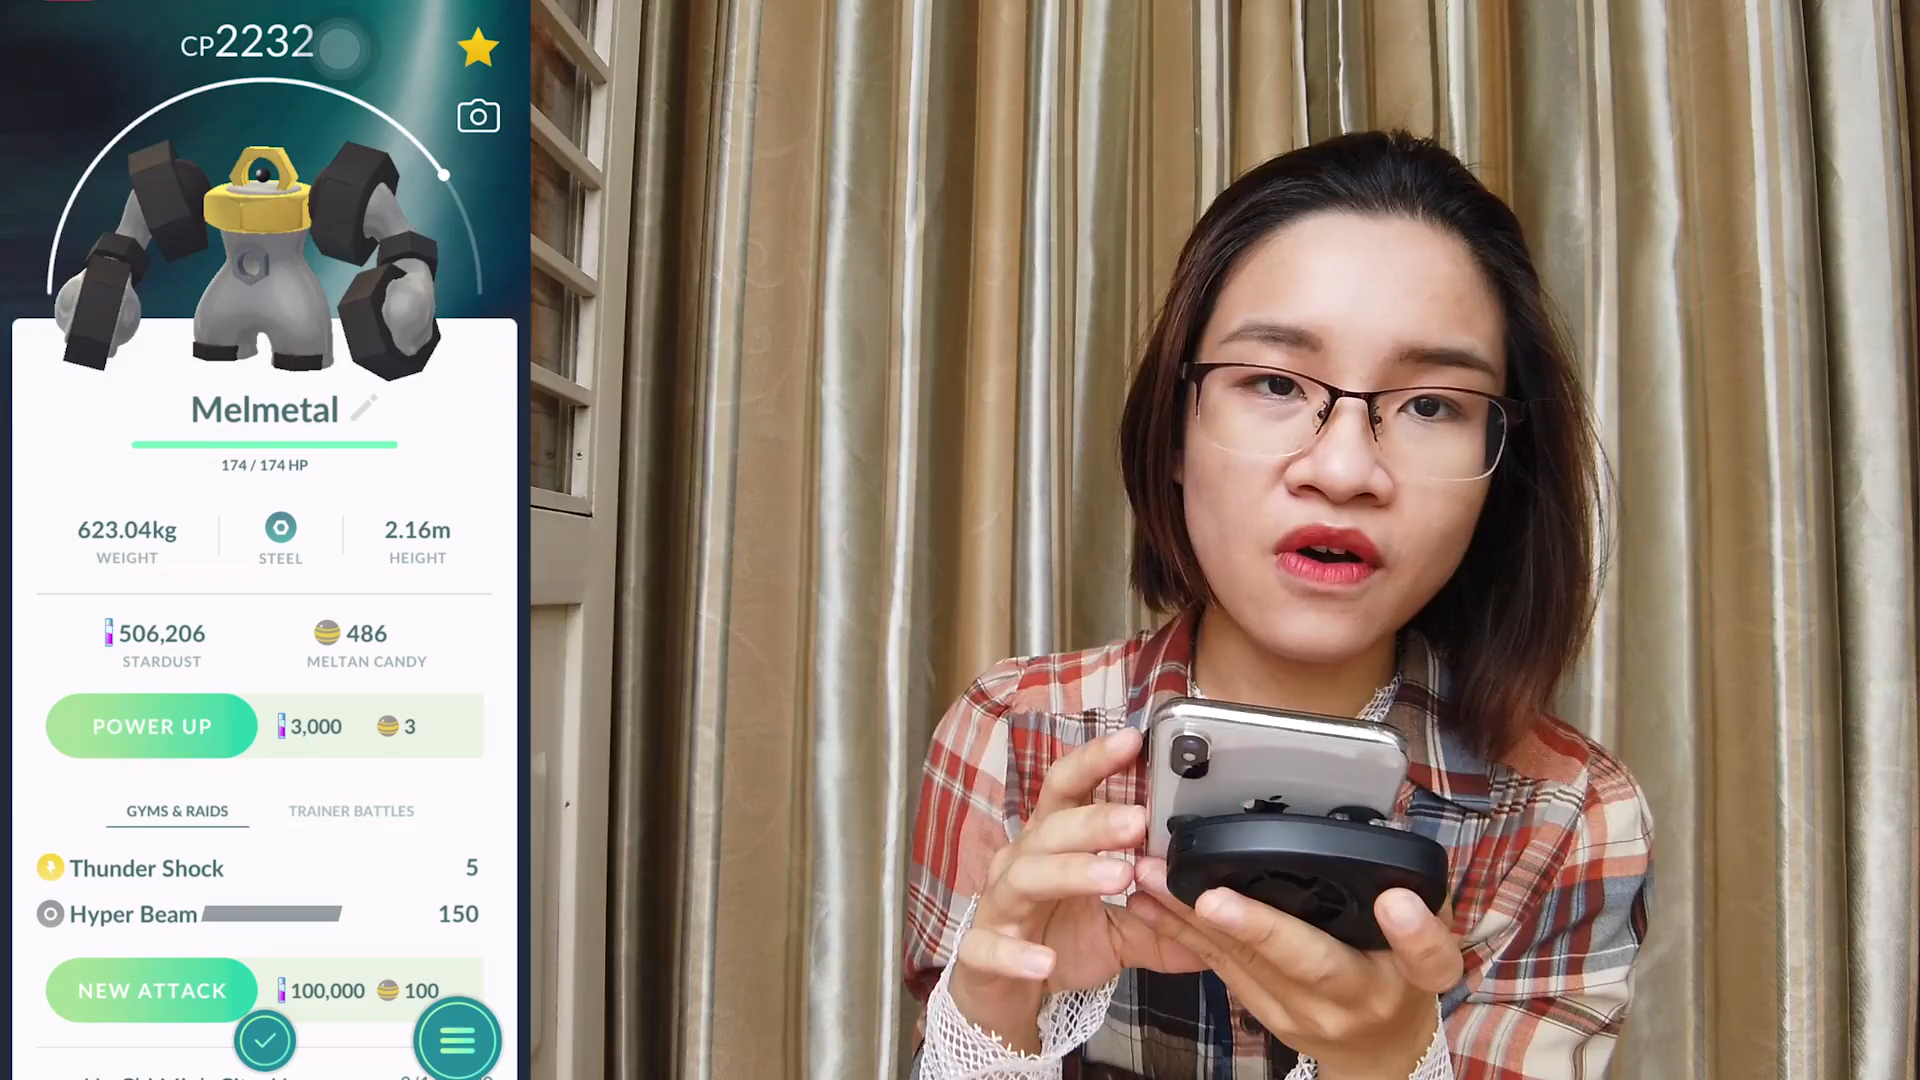 CP2232
Melmetal
174 / 174 HP
623.04kg
WEIGHT
STEEL
2.16m
HEIGHT
506,206
STARDUST
486
MELTAN CANDY
POWER UP
3,000
3
GYMS & RAIDS
TRAINER BATTLES
Thunder Shock
5
Hyper Beam
150
NEW ATTACK
100,000
100